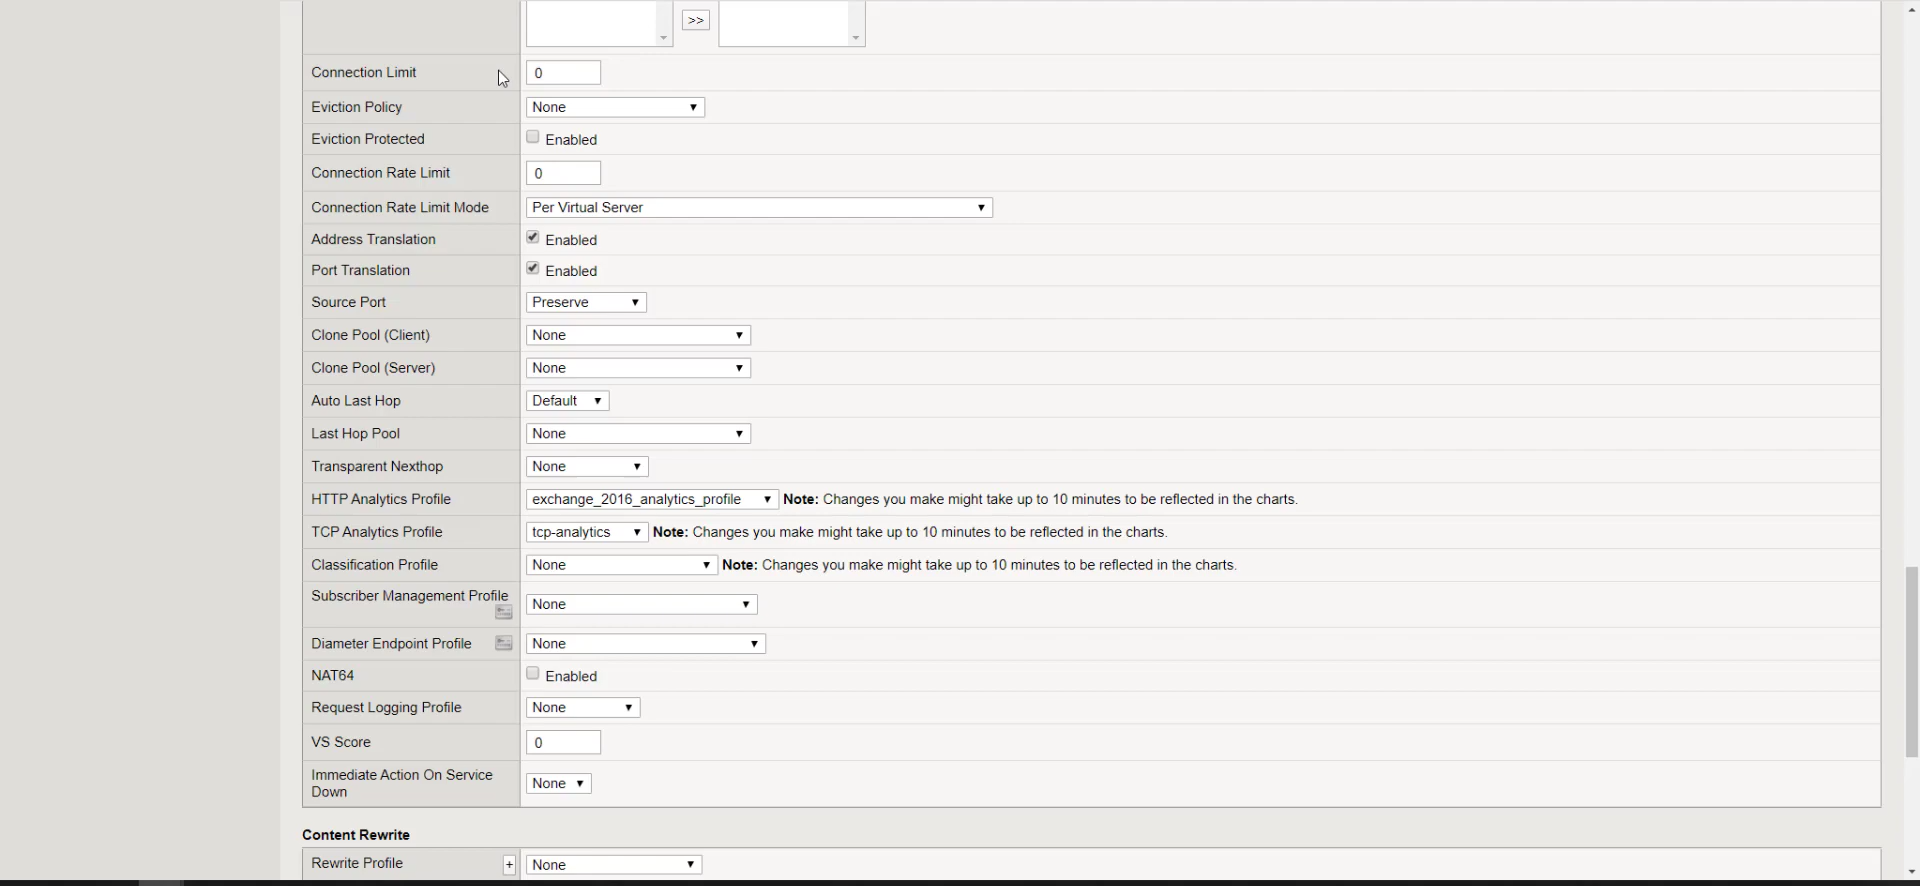 >>
Connection Limit 0
Eviction Policy None
Eviction Protected Enabled
Connection Rate Limit 0
Connection Rate Limit Mode Per Virtual Server
Address Translation Enabled
Port Translation Enabled
Source Port Preserve
Clone Pool (Client) None
Clone Pool (Server) None
Auto Last Hop Default
Last Hop Pool None
Transparent Nexthop None
HTTP Analytics Profile exchange_2016_analytics_profile Note: Changes you make might take up to 10 minutes to be reflected in the charts.
TCP Analytics Profile tcp-analytics Note: Changes you make might take up to 10 minutes to be reflected in the charts.
Classification Profile None Note: Changes you make might take up to 10 minutes to be reflected in the charts.
Subscriber Management Profile None
Diameter Endpoint Profile None
NAT64 Enabled
Request Logging Profile None
VS Score 0
Immediate Action On Service
Down None
Content Rewrite
Rewrite Profile + None